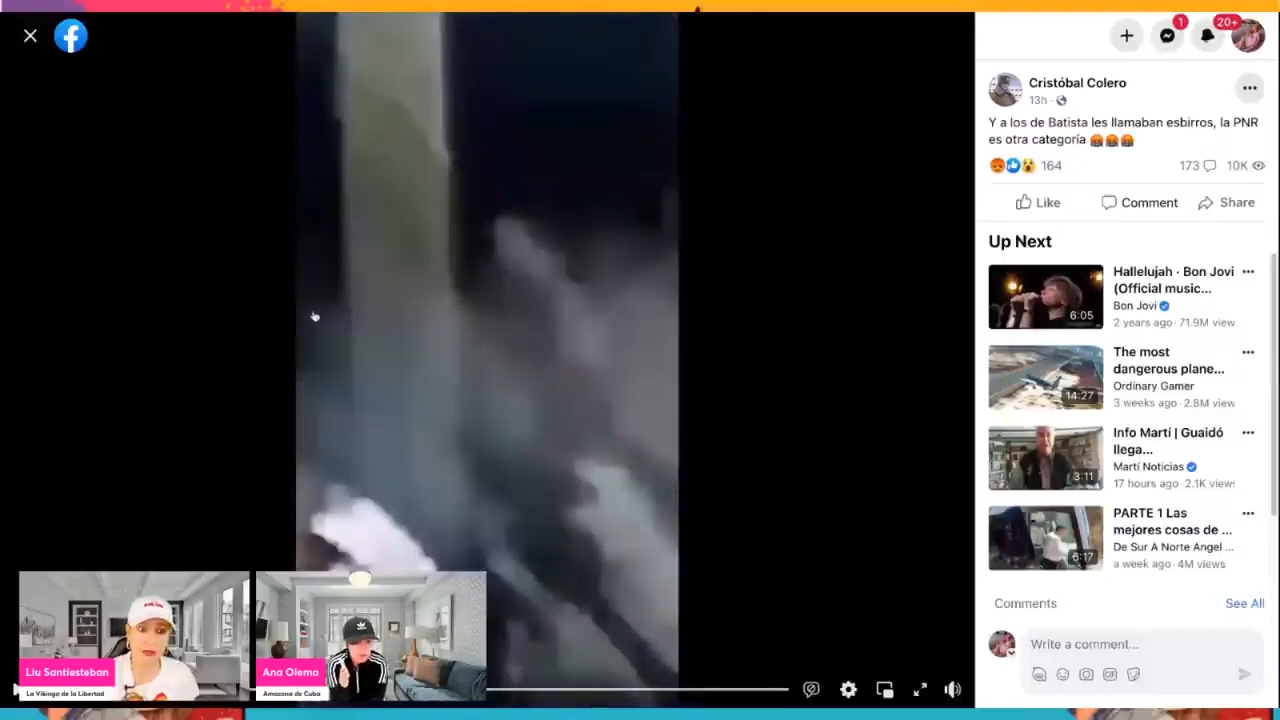 1
20+
Cristóbal Colero
13h
Y a los de Batista les llamaban esbirros, la PNR
es otra categoría
164
173
10K
Like
Comment
Share
Up Next
Hallelujah - Bon Jovi
(Official music...
Bon Jovi
2 years ago · 71.9M view
6:05
The most
dangerous plane...
Ordinary Gamer
3 weeks ago · 2.8M view
14:27
Info Martí | Guaidó
llega...
Martí Noticias
17 hours ago · 2.1K views
3:11
PARTE 1 Las
mejores cosas de ...
De Sur A Norte Angel ...
a week ago · 4M views
6:17
Comments
See All
Write a comment...
GIF
Liu Santiesteban
La Vikinga de la Libertad
Ana Olema
Amazona de Cuba